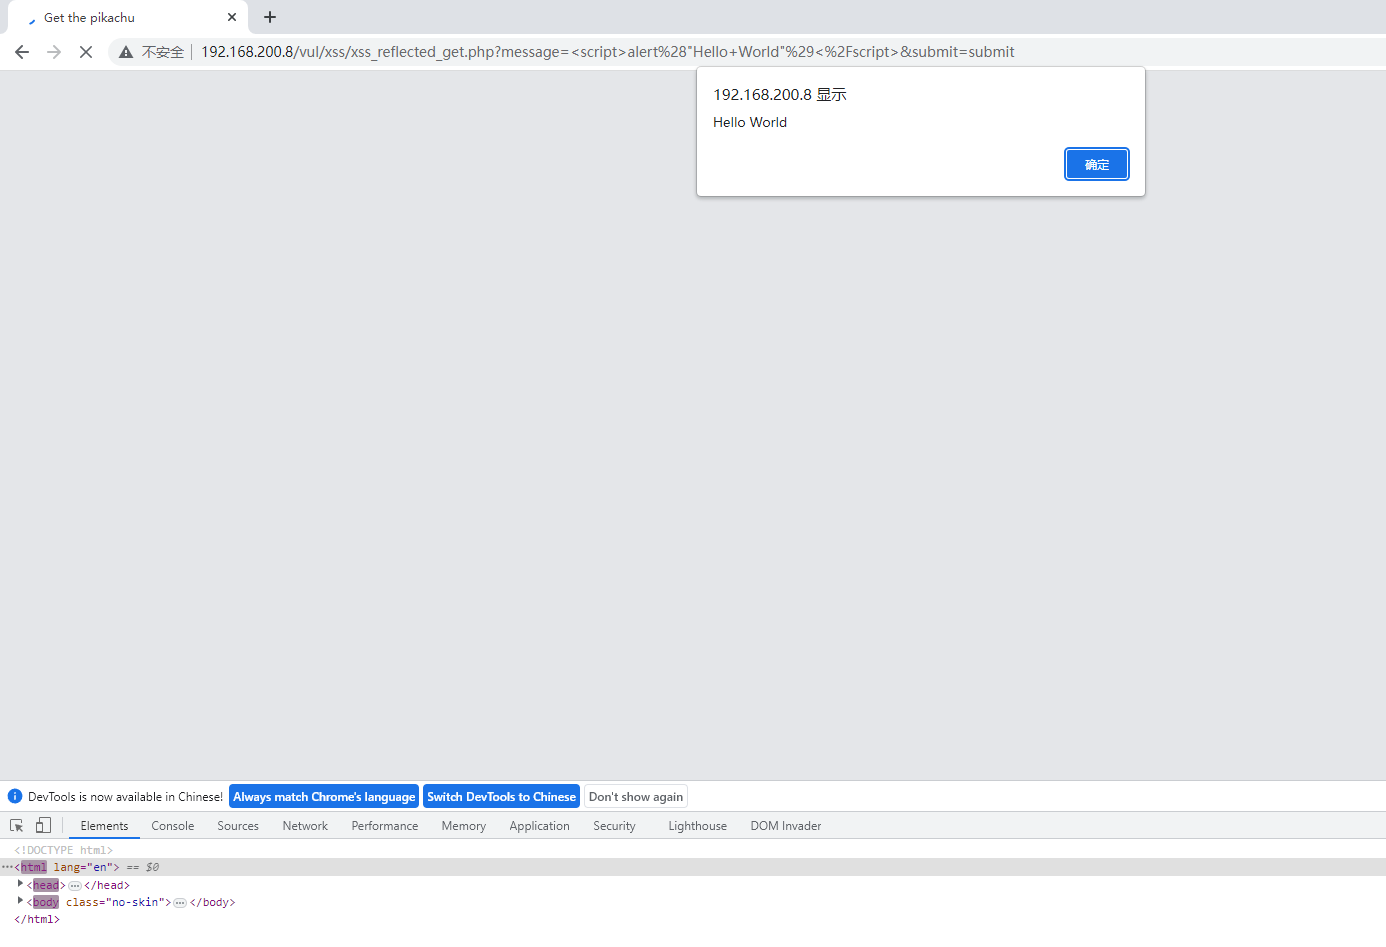 Get the pikachu
不安全 192.168.200.8/vul/xss/xss_reflected_get.php?message=<script>alert%28"Hello+World"%29<%2Fscript>&submit=submit
192.168.200.8 显示
Hello World
确定
DevTools is now available in Chinese! Always match Chrome's language Switch DevTools to Chinese Don't show again
Elements Console Sources Network Performance Memory Application Security Lighthouse DOM Invader
<!DOCTYPE html>
<html lang="en"> == $0
<head>…</head>
<body class="no-skin">…</body>
</html>